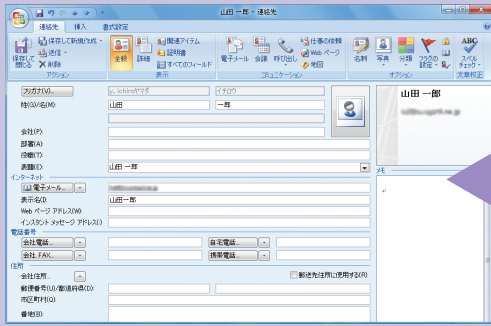 山田 一郎 - 連絡先
連絡先 挿入 書式設定
保存して閉じる 保存して新規作成 送信 削除 全般 詳細 関連アイテム 証明書 すべてのフィールド 電子メール 会議 呼び出し 仕事の依頼 Web ページ 地図 名刺 写真 分類 フラグの設定 ABC スペル チェック
アクション 表示 コミュニケーション オプション 文章校正
フリガナ(V)... イチロウ
姓(G)/名(M): 山田 一郎
山田 一郎
会社(P):
部署(A):
役職(T):
表題(E): 山田 一郎
メモ
インターネット
電子メール...
表示名(I): 山田一郎
Web ページ アドレス(W):
インスタント メッセージ アドレス(:)
電話番号
会社電話... 自宅電話...
会社 FAX... 携帯電話...
住所
会社住所... 郵送先住所に使用する(R)
郵便番号(U)/都道府県(D):
市区町村(Q):
番地(B):